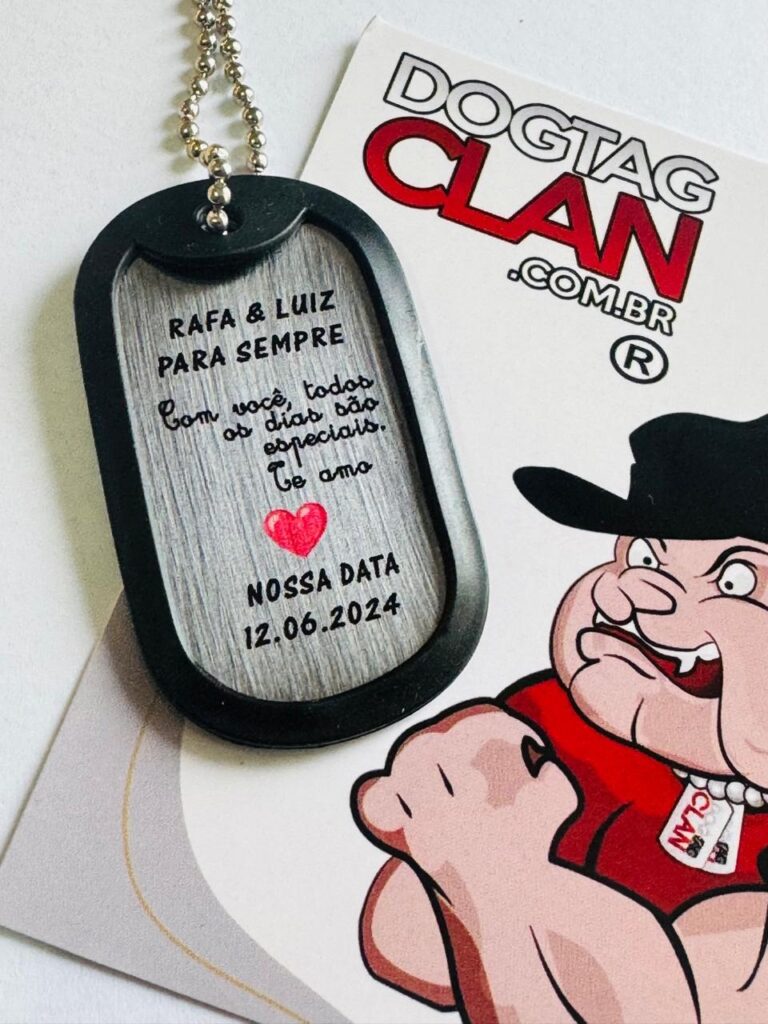 DOGTAG
CLAN
.COM.BR
®
RAFA & LUIZ
PARA SEMPRE
Com você, todos
os dias são
especiais.
Te amo
NOSSA DATA
12.06.2024
CLAN